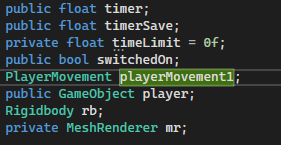 public float timer;
public float timerSave;
private float timeLimit = 0f;
public bool switchedOn;
PlayerMovement playerMovement1;
public GameObject player;
Rigidbody rb;
private MeshRenderer mr;